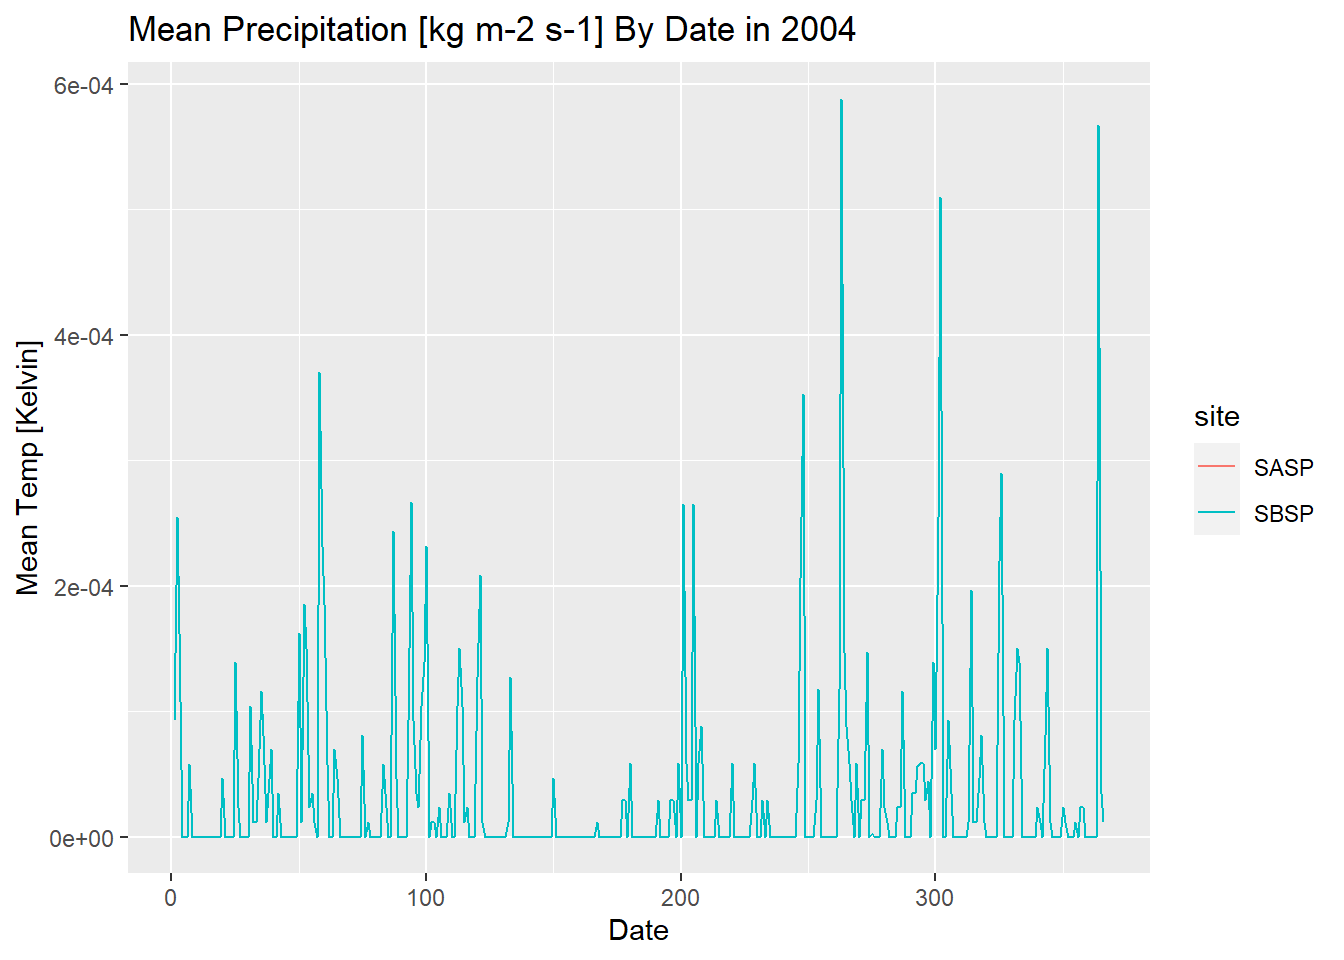 Mean Precipitation [kg m-2 s-1] By Date in 2004
6e-04
4e-04
2e-04
0e+00
Mean Temp [Kelvin]
0 100 200 300
Date
site
SASP
SBSP